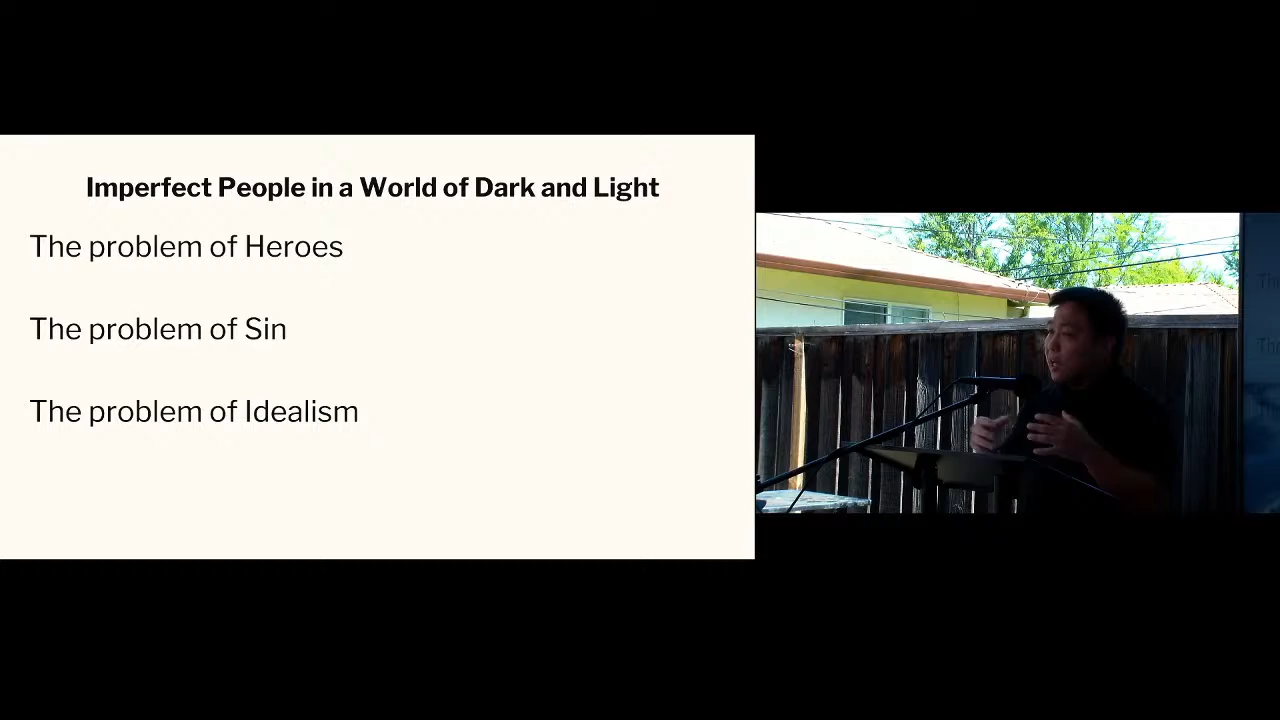 Imperfect People in a World of Dark and Light
The problem of Heroes
The problem of Sin
The problem of Idealism